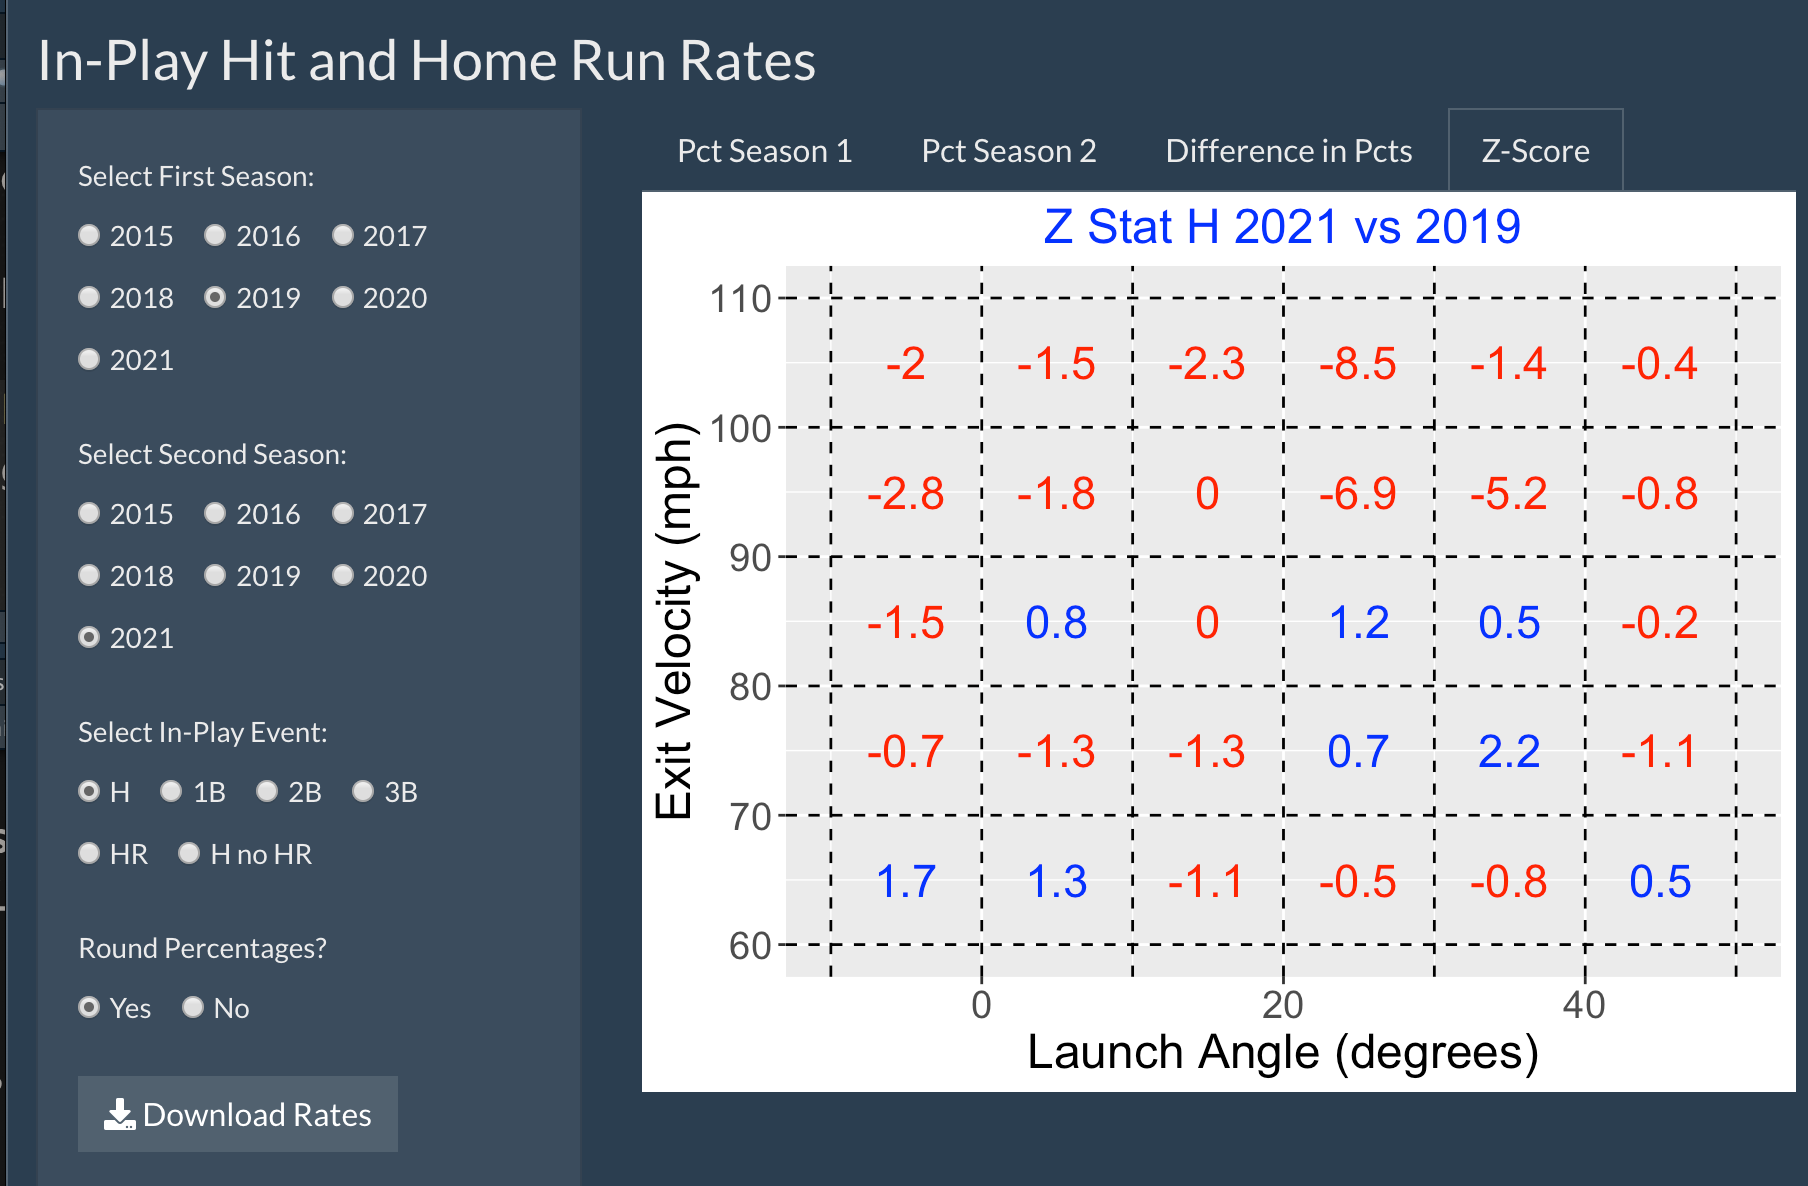 In-Play Hit and Home Run Rates
Select First Season:
2015 2016 2017
2018 2019 2020
2021
Select Second Season:
2015 2016 2017
2018 2019 2020
2021
Select In-Play Event:
H 1B 2B 3B
HR H no HR
Round Percentages?
Yes No
Download Rates
Pct Season 1 Pct Season 2 Difference in Pcts Z-Score
Z Stat H 2021 vs 2019
Exit Velocity (mph)
110
-2 -1.5 -2.3 -8.5 -1.4 -0.4
100
-2.8 -1.8 0 -6.9 -5.2 -0.8
90
-1.5 0.8 0 1.2 0.5 -0.2
80
-0.7 -1.3 -1.3 0.7 2.2 -1.1
70
1.7 1.3 -1.1 -0.5 -0.8 0.5
60
0 20 40
Launch Angle (degrees)